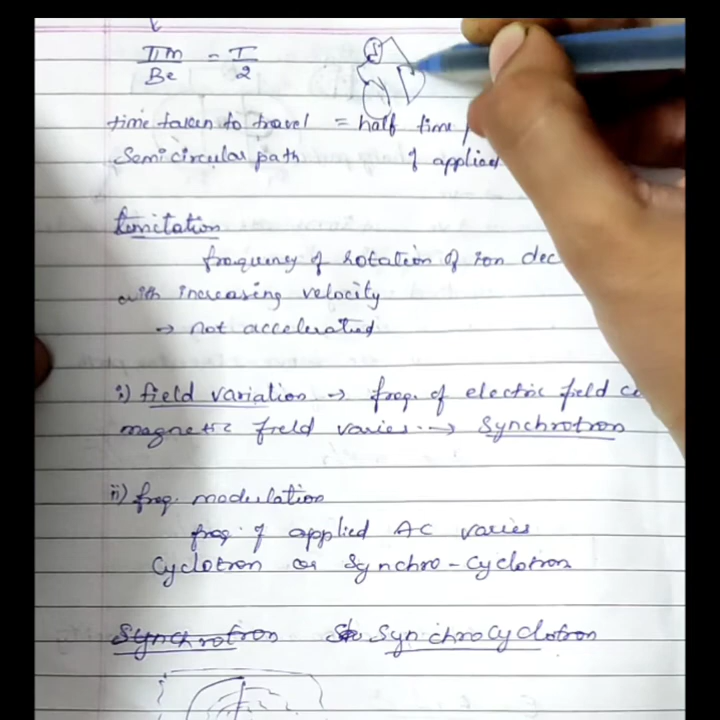 πm/Be = T/2
time taken to travel = half time
Semicircular path of applied
Limitation
frequency of rotation of ion dec
with increasing velocity
→ not accelerated
i) field variation → freq. of electric field
magnetic field varies. → Synchrotron
ii) freq. modulation
freq. of applied AC varies
Cyclotron or Synchro-Cyclotron
Synchrotron Synchrocyclotron